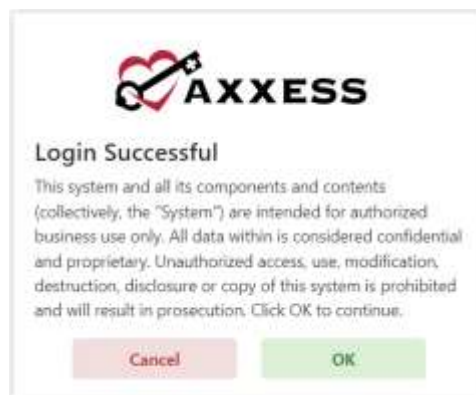 AXXESS
Login Successful
This system and all its components and contents
(collectively, the "System") are intended for authorized
business use only. All data within is considered confidential
and proprietary. Unauthorized access, use, modification,
destruction, disclosure or copy of this system is prohibited
and will result in prosecution. Click OK to continue.
Cancel OK